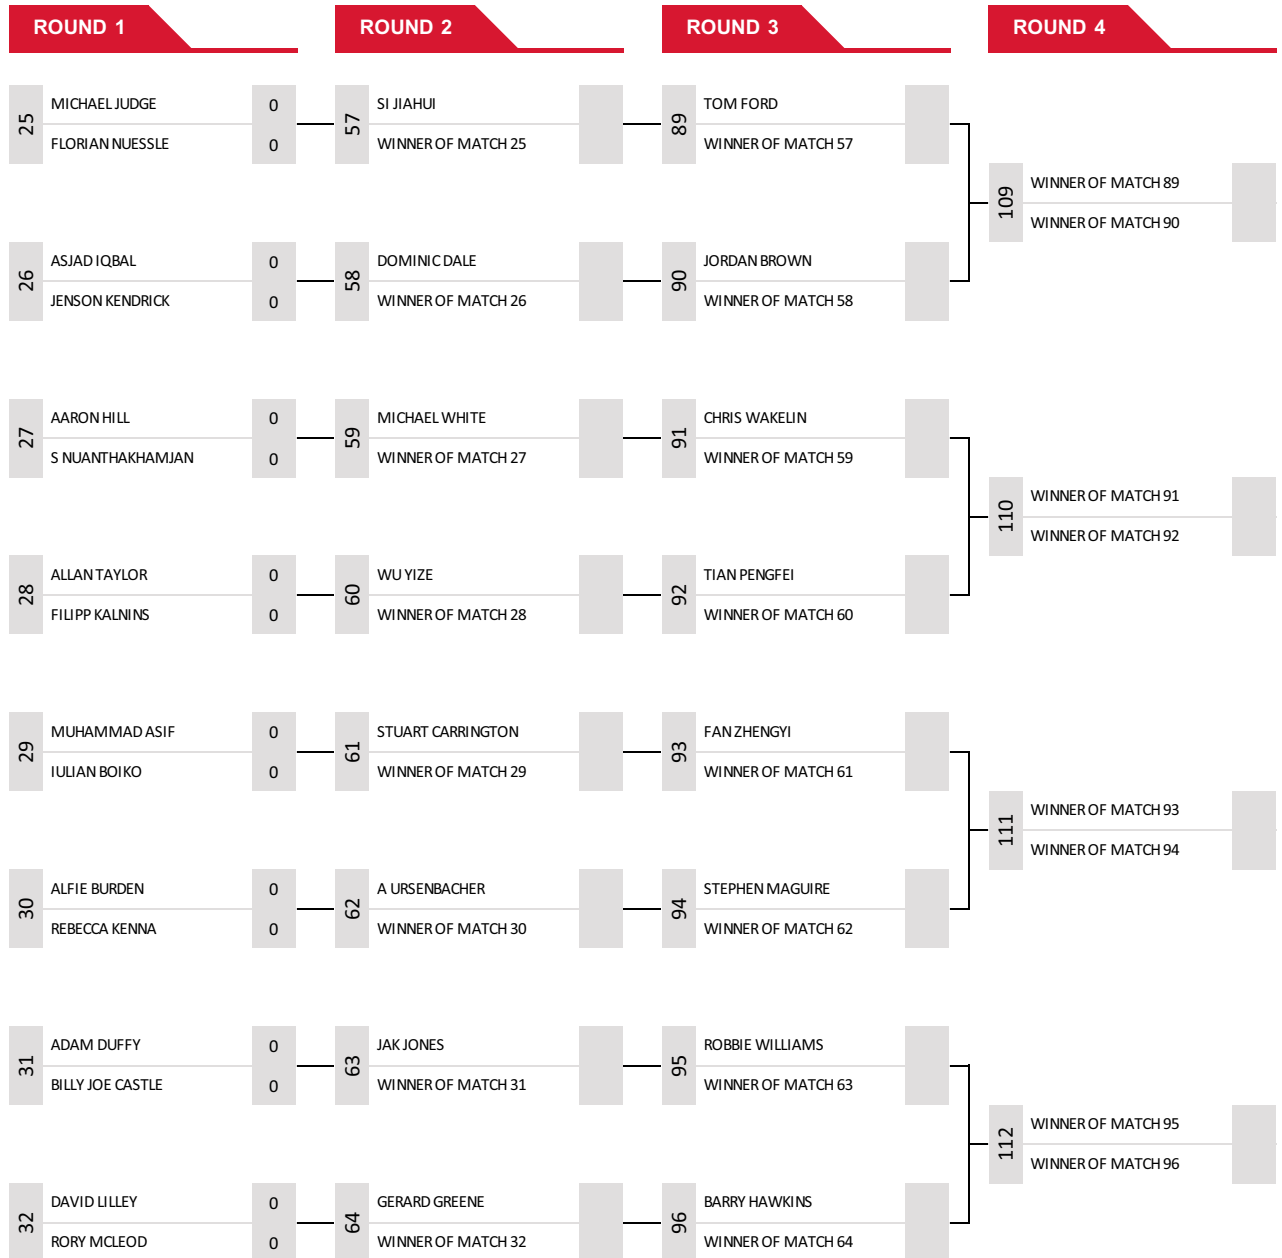 ROUND 1 ROUND 2 ROUND 3 ROUND 4
25 MICHAEL JUDGE 0 57 SI JIAHUI 89 TOM FORD
FLORIAN NUESSLE 0 WINNER OF MATCH 25 WINNER OF MATCH 57
109 WINNER OF MATCH 89
WINNER OF MATCH 90
26 ASJAD IQBAL 0 58 DOMINIC DALE 90 JORDAN BROWN
JENSON KENDRICK 0 WINNER OF MATCH 26 WINNER OF MATCH 58
27 AARON HILL 0 59 MICHAEL WHITE 91 CHRIS WAKELIN
S NUANTHAKHAMJAN 0 WINNER OF MATCH 27 WINNER OF MATCH 59
110 WINNER OF MATCH 91
WINNER OF MATCH 92
28 ALLAN TAYLOR 0 60 WU YIZE 92 TIAN PENGFEI
FILIPP KALNINS 0 WINNER OF MATCH 28 WINNER OF MATCH 60
29 MUHAMMAD ASIF 0 61 STUART CARRINGTON 93 FAN ZHENGYI
IULIAN BOIKO 0 WINNER OF MATCH 29 WINNER OF MATCH 61
111 WINNER OF MATCH 93
WINNER OF MATCH 94
30 ALFIE BURDEN 0 62 A URSENBACHER 94 STEPHEN MAGUIRE
REBECCA KENNA 0 WINNER OF MATCH 30 WINNER OF MATCH 62
31 ADAM DUFFY 0 63 JAK JONES 95 ROBBIE WILLIAMS
BILLY JOE CASTLE 0 WINNER OF MATCH 31 WINNER OF MATCH 63
112 WINNER OF MATCH 95
WINNER OF MATCH 96
32 DAVID LILLEY 0 64 GERARD GREENE 96 BARRY HAWKINS
RORY MCLEOD 0 WINNER OF MATCH 32 WINNER OF MATCH 64